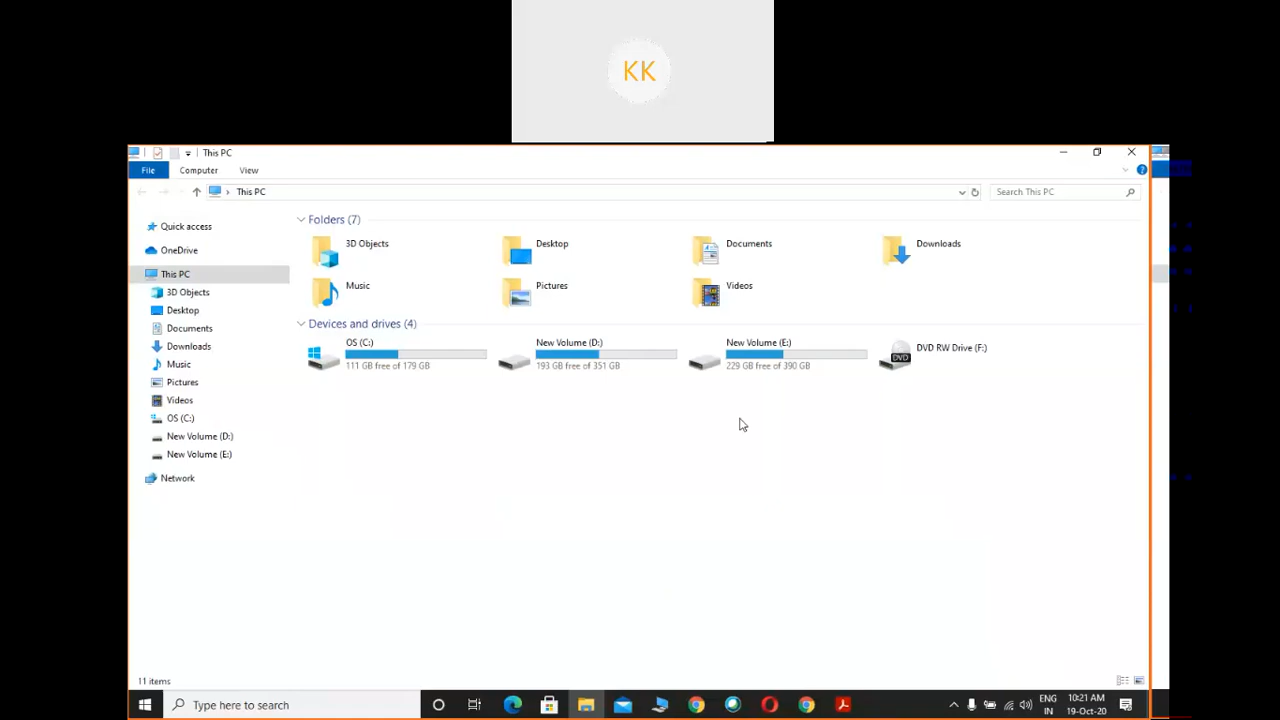 KK
This PC
File Computer View
This PC Search This PC
Quick access
OneDrive
This PC
3D Objects
Desktop
Documents
Downloads
Music
Pictures
Videos
OS (C:)
New Volume (D:)
New Volume (E:)
Network
Folders (7)
3D Objects Desktop Documents Downloads
Music Pictures Videos
Devices and drives (4)
OS (C:) New Volume (D:) New Volume (E:) DVD RW Drive (F:)
111 GB free of 179 GB 193 GB free of 351 GB 229 GB free of 390 GB
DVD
11 items
Type here to search
ENG 10:21 AM
IN 19-Oct-20